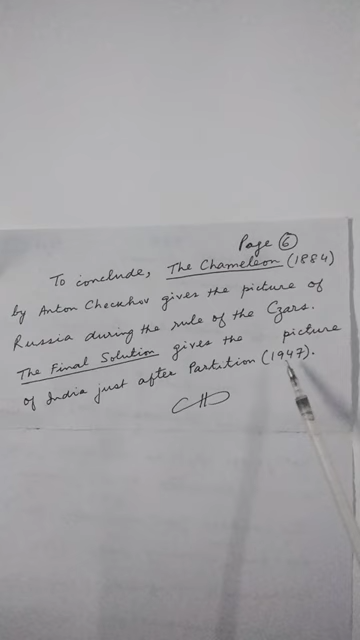 Page 6
To conclude, The Chameleon (1884)
by Anton Checkhov gives the picture of
Russia during the rule of the Czars.
The Final Solution gives the picture
of India just after Partition (1947).